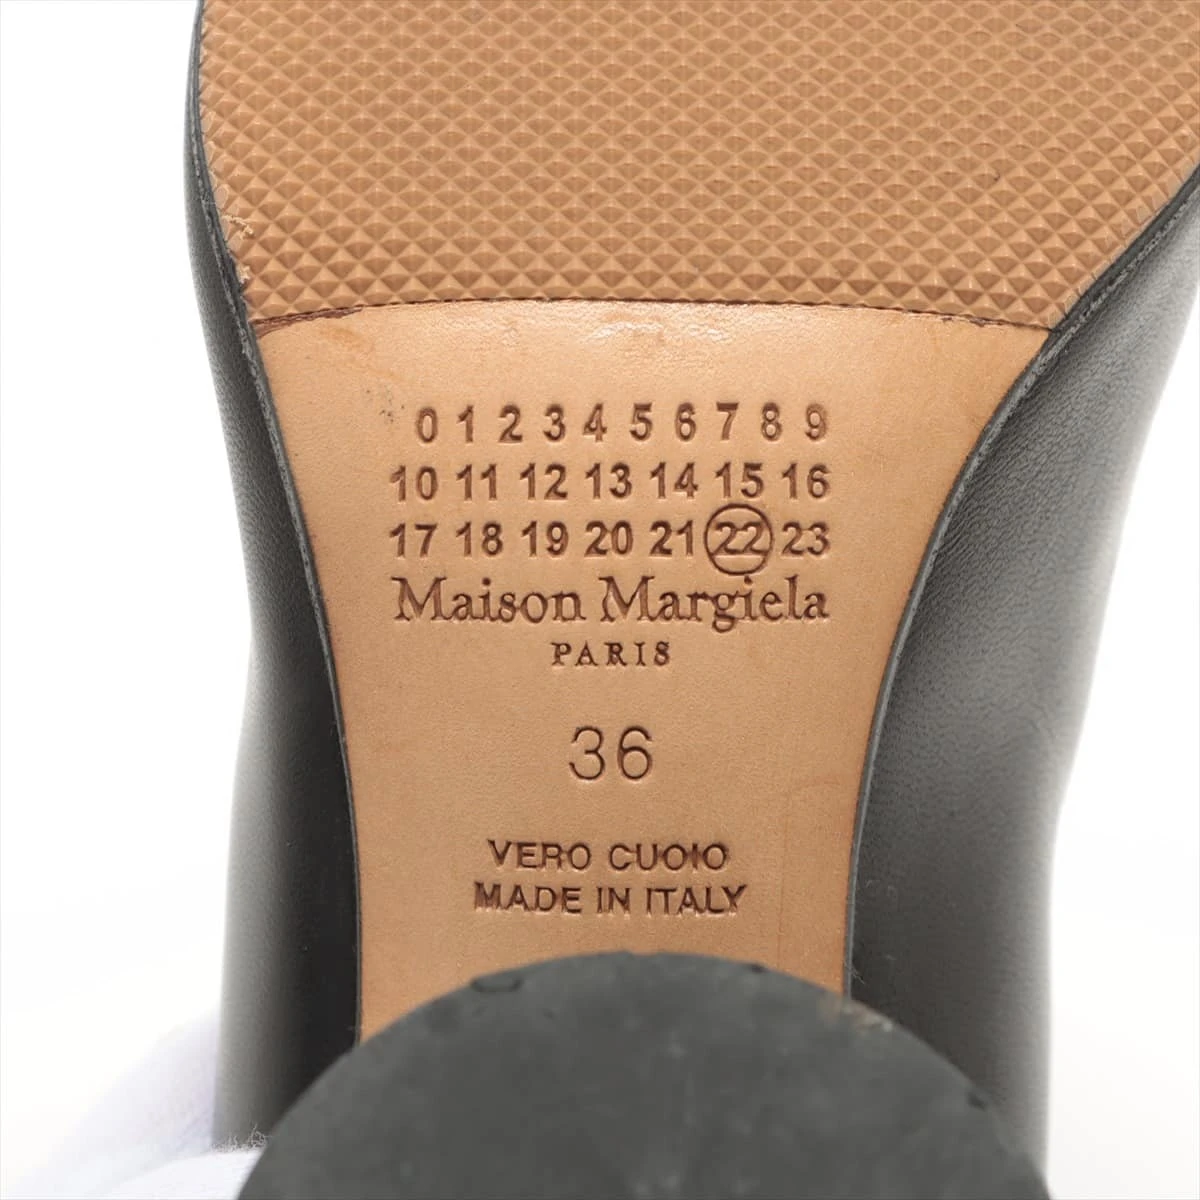 0 1 2 3 4 5 6 7 8 9
10 11 12 13 14 15 16
17 18 19 20 21 22 23
Maison Margiela
PARIS
36
VERO CUOIO
MADE IN ITALY